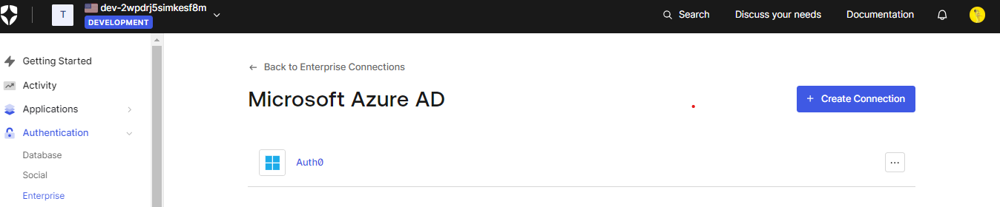 T
dev-2wpdrj5simkesf8m
DEVELOPMENT
Search
Discuss your needs
Documentation
Getting Started
Activity
Applications
Authentication
Database
Social
Enterprise
← Back to Enterprise Connections
Microsoft Azure AD
+ Create Connection
Auth0
...